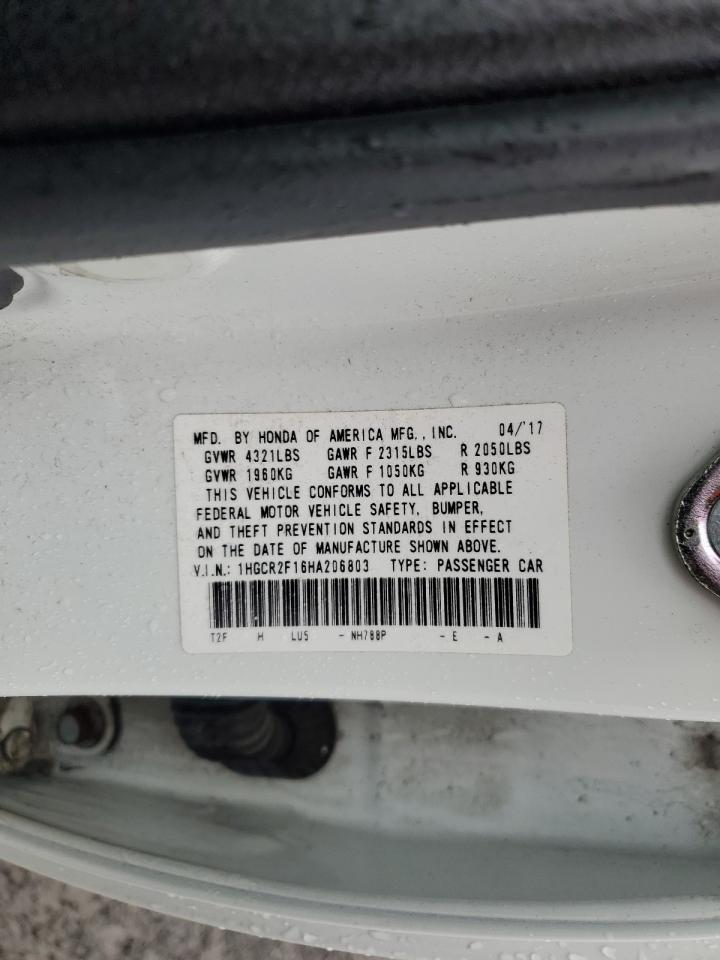 MFD. BY HONDA OF AMERICA MFG., INC. 04/'17
GVWR 4321LBS GAWR F 2315LBS R 2050LBS
GVWR 1960KG GAWR F 1050KG R 930KG
THIS VEHICLE CONFORMS TO ALL APPLICABLE
FEDERAL MOTOR VEHICLE SAFETY, BUMPER,
AND THEFT PREVENTION STANDARDS IN EFFECT
ON THE DATE OF MANUFACTURE SHOWN ABOVE.
V.I.N.: 1HGCR2F16HA206803 TYPE: PASSENGER CAR
T2F H LU5 - NH788P - E - A